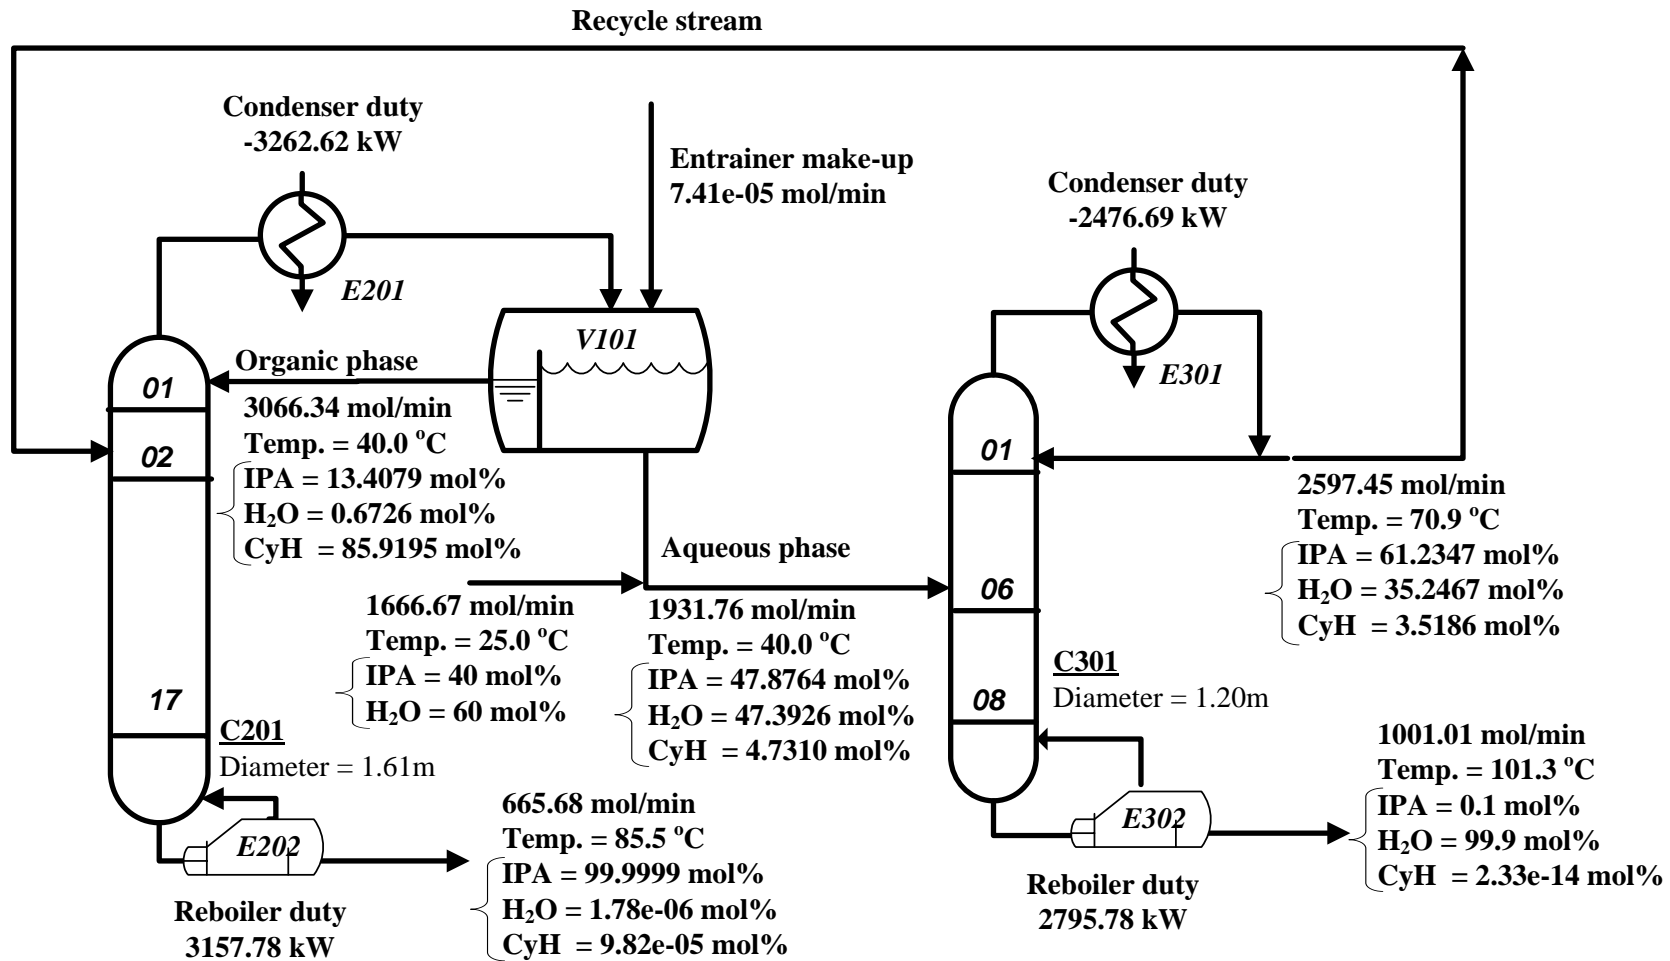 Recycle stream
Condenser duty
-3262.62 kW
E201
Entrainer make-up
7.41e-05 mol/min
Condenser duty
-2476.69 kW
E301
V101
Organic phase
3066.34 mol/min
Temp. = 40.0 °C
IPA = 13.4079 mol%
H₂O = 0.6726 mol%
CyH = 85.9195 mol%
01
02
17
C201
Diameter = 1.61m
Aqueous phase
1666.67 mol/min
Temp. = 25.0 °C
IPA = 40 mol%
H₂O = 60 mol%
1931.76 mol/min
Temp. = 40.0 °C
IPA = 47.8764 mol%
H₂O = 47.3926 mol%
CyH = 4.7310 mol%
01
06
08
C301
Diameter = 1.20m
2597.45 mol/min
Temp. = 70.9 °C
IPA = 61.2347 mol%
H₂O = 35.2467 mol%
CyH = 3.5186 mol%
E202
Reboiler duty
3157.78 kW
665.68 mol/min
Temp. = 85.5 °C
IPA = 99.9999 mol%
H₂O = 1.78e-06 mol%
CyH = 9.82e-05 mol%
E302
Reboiler duty
2795.78 kW
1001.01 mol/min
Temp. = 101.3 °C
IPA = 0.1 mol%
H₂O = 99.9 mol%
CyH = 2.33e-14 mol%